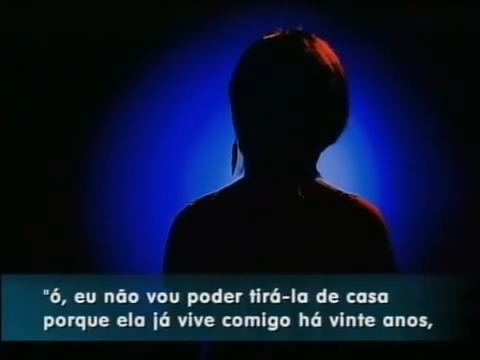 "ó, eu não vou poder tirá-la de casa
porque ela já vive comigo há vinte anos,